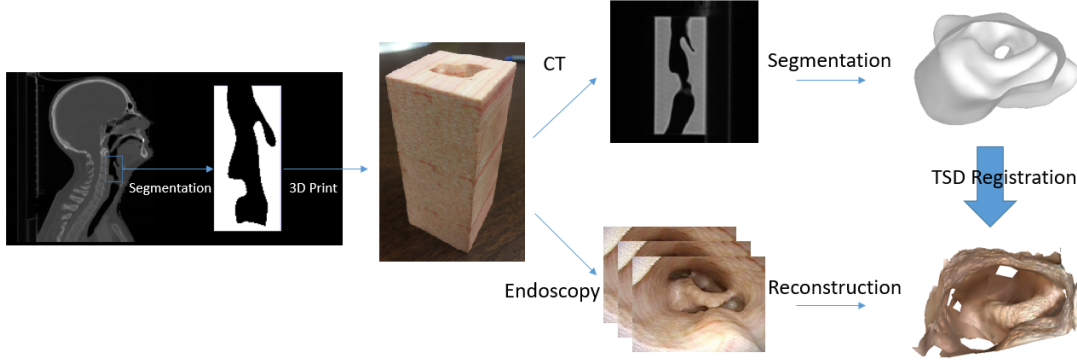 CT
Segmentation
Segmentation
3D Print
TSD Registration
Endoscopy
Reconstruction